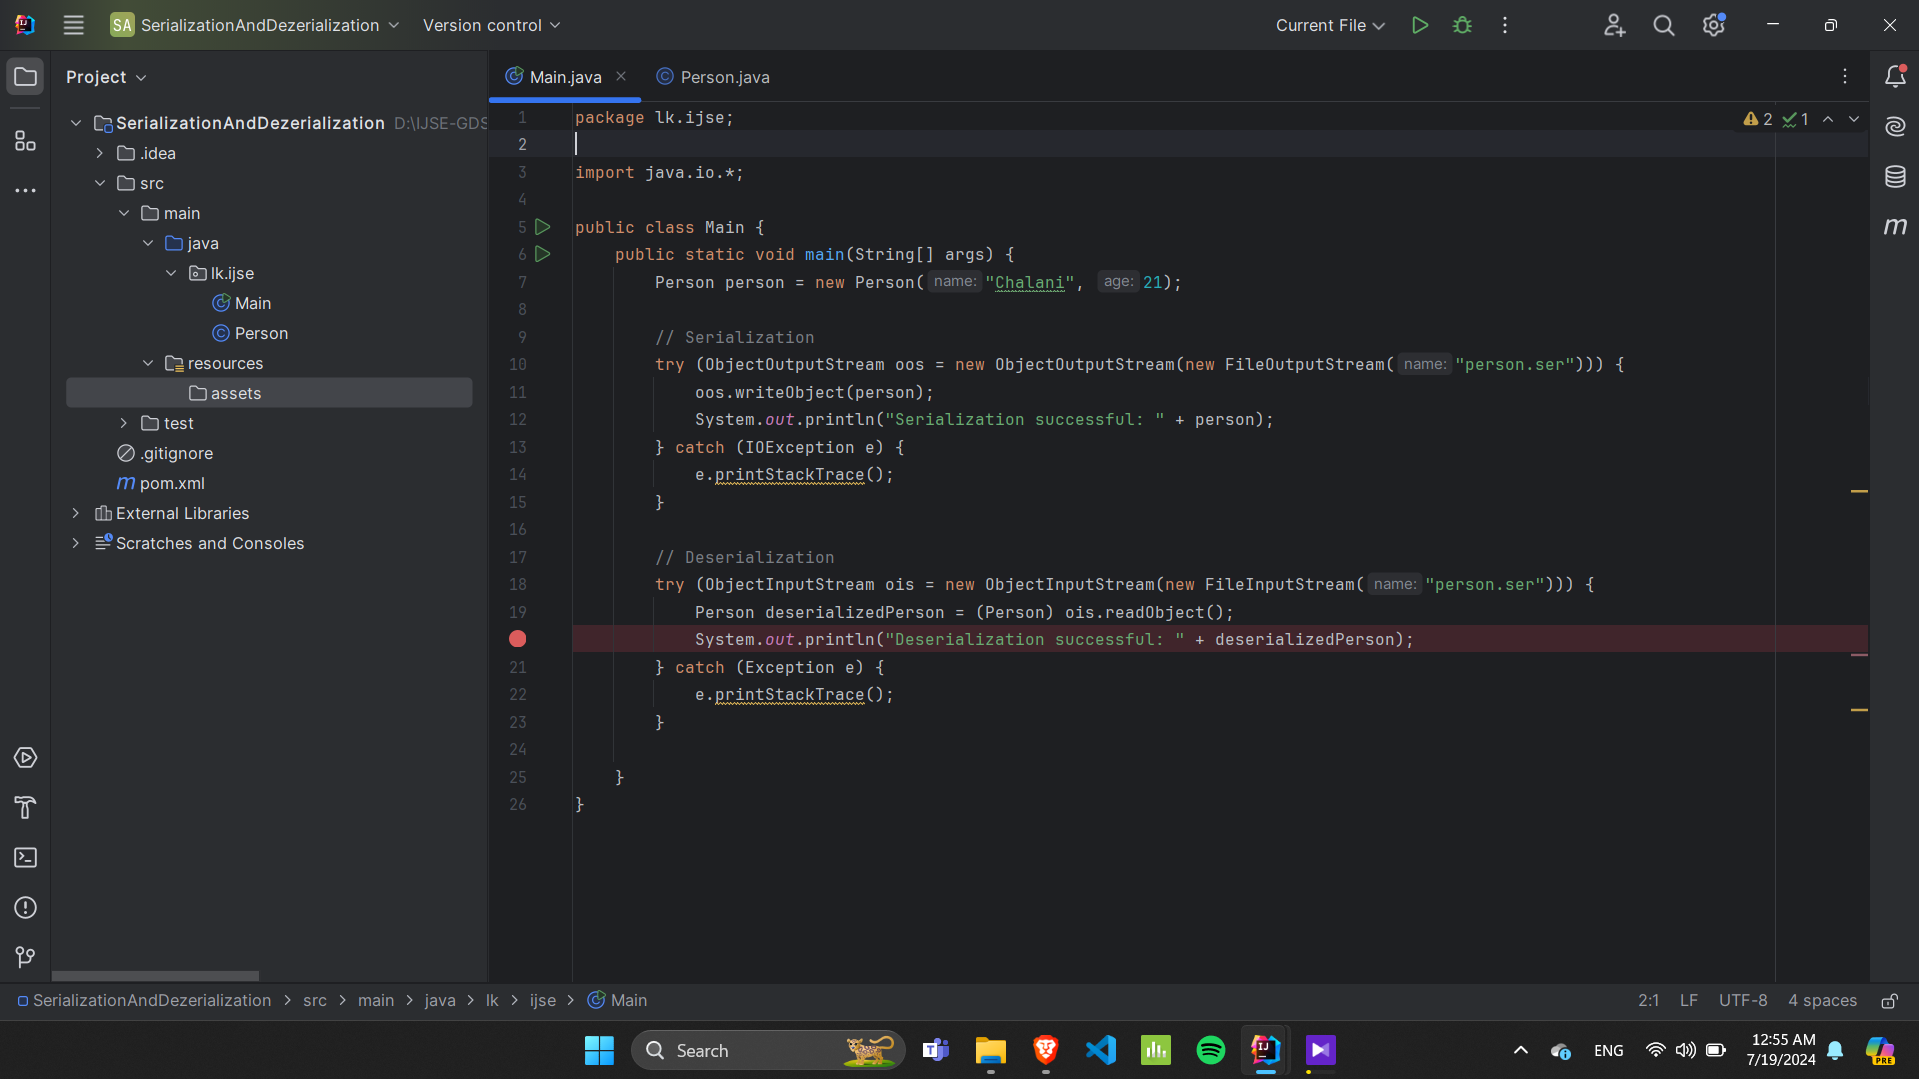 SA SerializationAndDezerialization Version control Current File
Project
Main.java Person.java
SerializationAndDezerialization D:\IJSE-GDS
.idea
src
main
java
lk.ijse
Main
Person
resources
assets
test
.gitignore
m pom.xml
External Libraries
Scratches and Consoles
2 1
1 package lk.ijse;
2
3 import java.io.*;
4
5 public class Main {
6 public static void main(String[] args) {
7 Person person = new Person( name: "Chalani", age: 21);
8
9 // Serialization
10 try (ObjectOutputStream oos = new ObjectOutputStream(new FileOutputStream( name: "person.ser"))) {
11 oos.writeObject(person);
12 System.out.println("Serialization successful: " + person);
13 } catch (IOException e) {
14 e.printStackTrace();
15 }
16
17 // Deserialization
18 try (ObjectInputStream ois = new ObjectInputStream(new FileInputStream( name: "person.ser"))) {
19 Person deserializedPerson = (Person) ois.readObject();
System.out.println("Deserialization successful: " + deserializedPerson);
21 } catch (Exception e) {
22 e.printStackTrace();
23 }
24
25 }
26 }
m
SerializationAndDezerialization > src > main > java > lk > ijse > Main 2:1 LF UTF-8 4 spaces
Search ENG 12:55 AM
7/19/2024
PRE